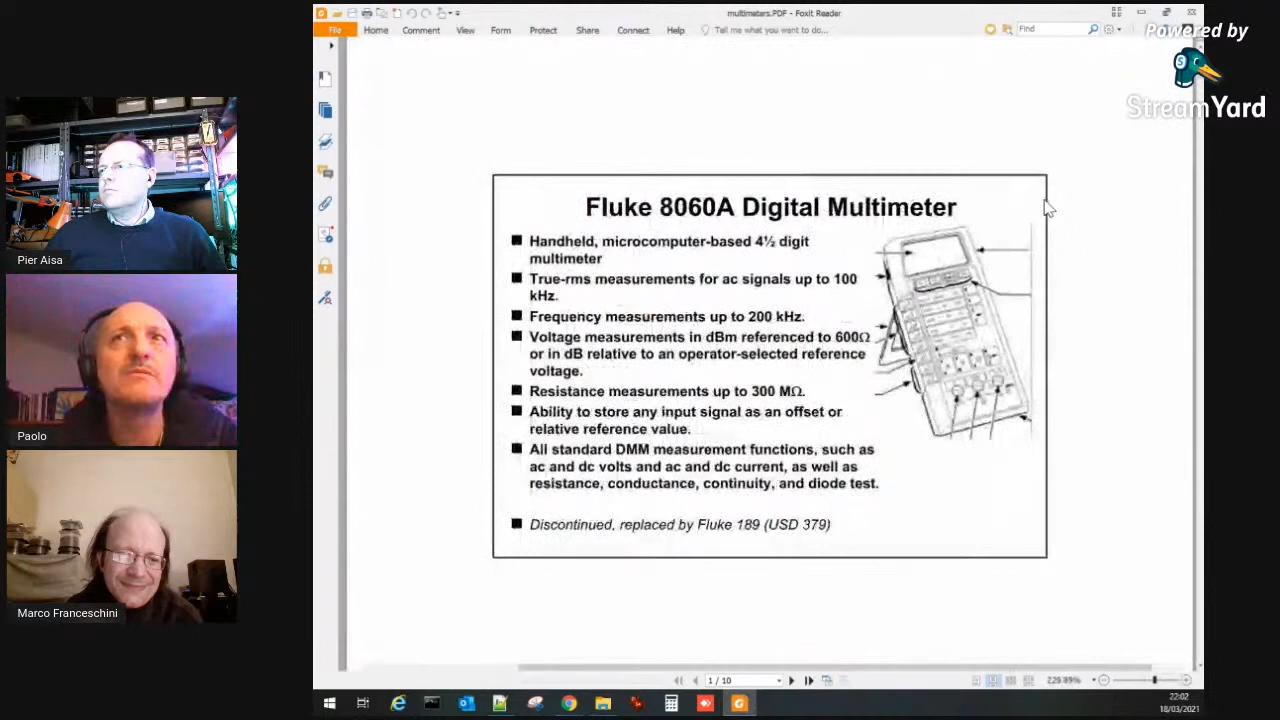 multimeters.PDF - Foxit Reader
File Home Comment View Form Protect Share Connect Help Tell me what you want to do... Find
Powered by
StreamYard
Pier Aisa
Paolo
Marco Franceschini
Fluke 8060A Digital Multimeter
Handheld, microcomputer-based 4½ digit
multimeter
True-rms measurements for ac signals up to 100
kHz.
Frequency measurements up to 200 kHz.
Voltage measurements in dBm referenced to 600Ω
or in dB relative to an operator-selected reference
voltage.
Resistance measurements up to 300 MΩ.
Ability to store any input signal as an offset or
relative reference value.
All standard DMM measurement functions, such as
ac and dc volts and ac and dc current, as well as
resistance, conductance, continuity, and diode test.
Discontinued, replaced by Fluke 189 (USD 379)
1 / 10
229.89%
22:02
18/03/2021